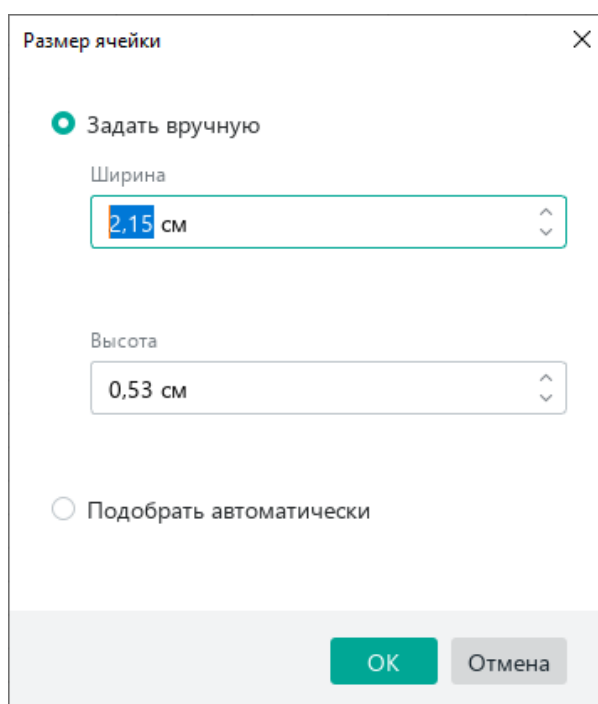 Размер ячейки
Задать вручную
Ширина
2,15 см
Высота
0,53 см
Подобрать автоматически
ОК
Отмена